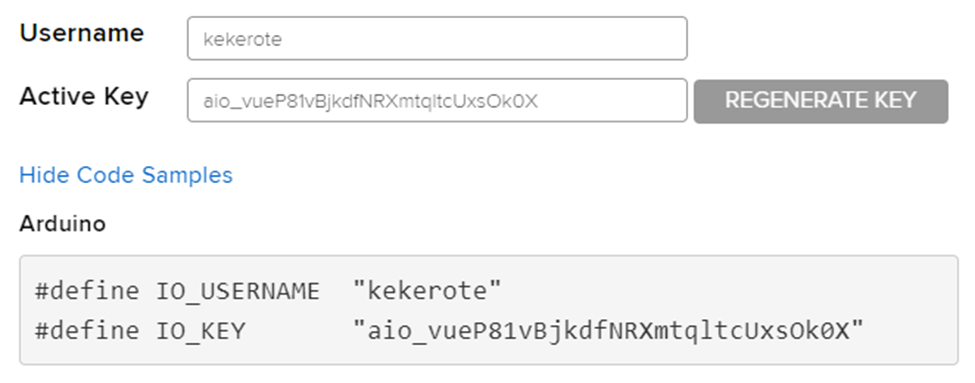 Username kekerote
Active Key aio_vueP81vBjkdfNRXmtqltcUxsOk0X REGENERATE KEY
Hide Code Samples
Arduino
#define IO_USERNAME "kekerote"
#define IO_KEY "aio_vueP81vBjkdfNRXmtqltcUxsOk0X"